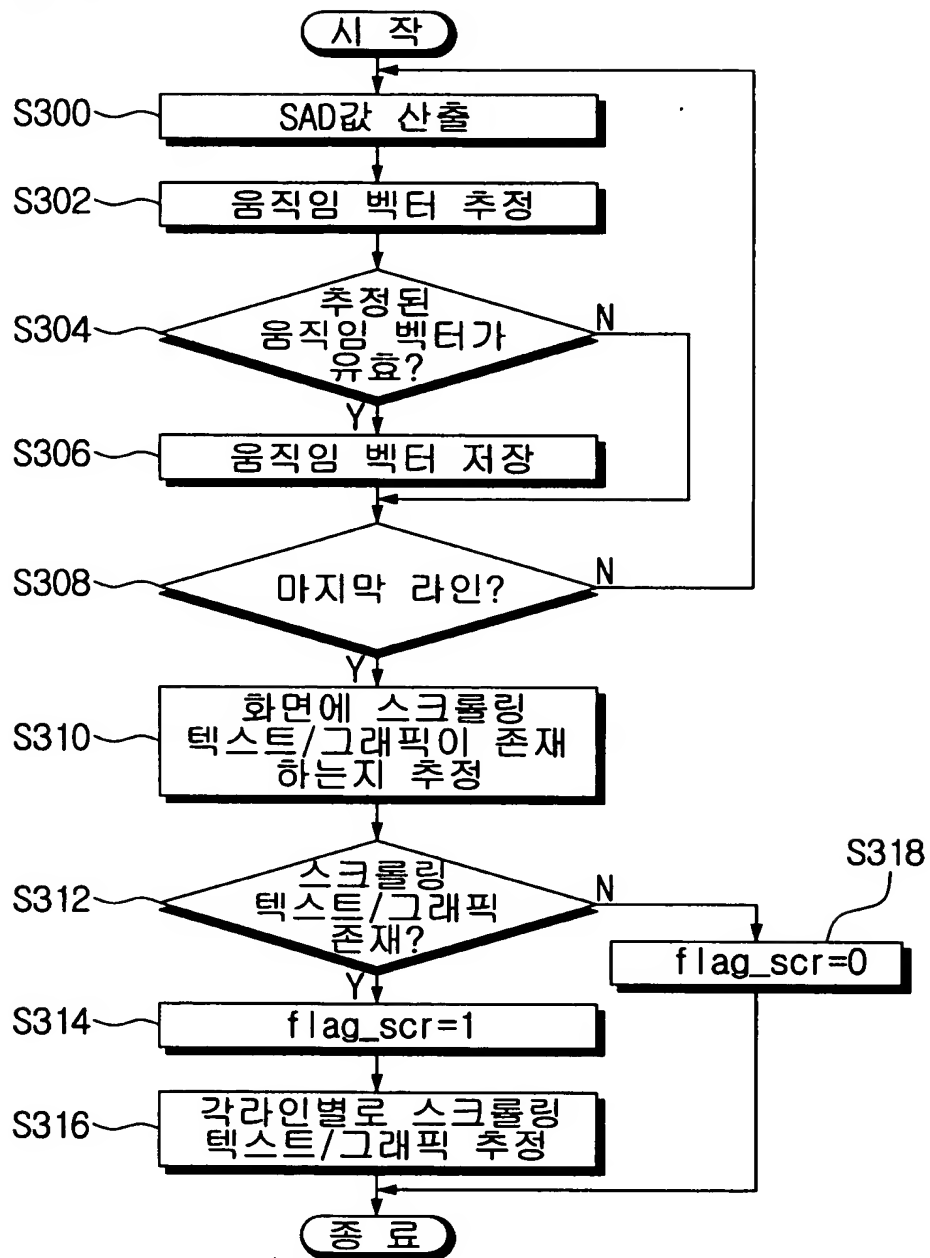 시 작
S300
SAD값 산출
S302
움직임 벡터 추정
S304
추정된
움직임 벡터가
유효?
N
Y
S306
움직임 벡터 저장
S308
마지막 라인?
N
Y
S310
화면에 스크롤링
텍스트/그래픽이 존재
하는지 추정
S312
스크롤링
텍스트/그래픽
존재?
N
S318
flag_scr=0
Y
S314
flag_scr=1
S316
각라인별로 스크롤링
텍스트/그래픽 추정
종 료